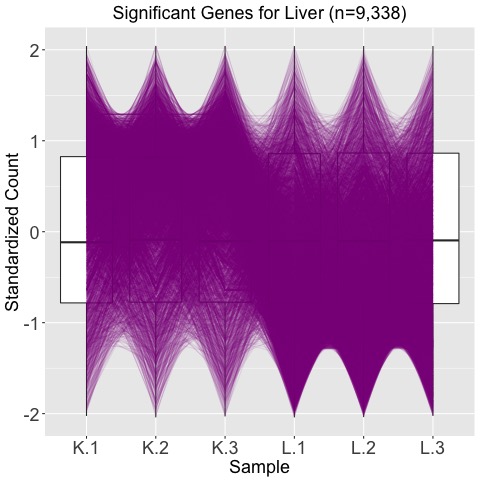 Significant Genes for Liver (n=9,338)
Standardized Count
2
1
0
-1
-2
K.1 K.2 K.3 L.1 L.2 L.3
Sample